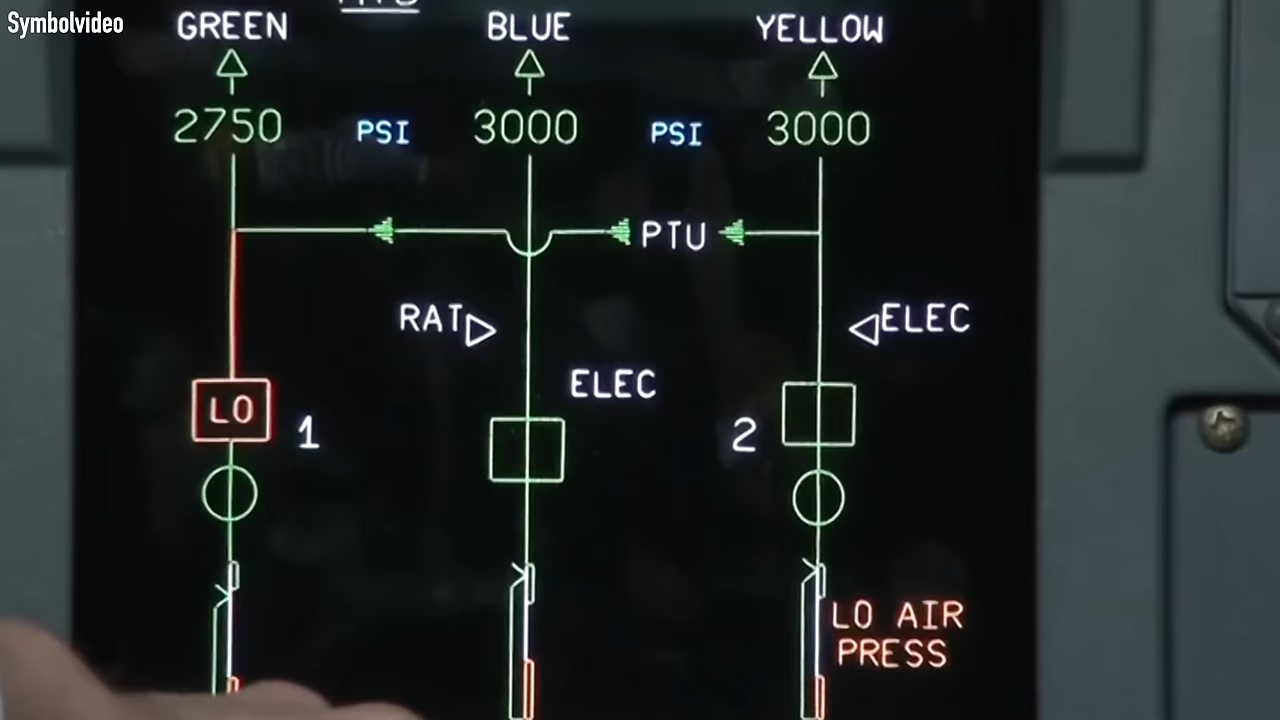 Symbolvideo
GREEN BLUE YELLOW
2750 PSI 3000 PSI 3000
PTU
RAT ELEC
ELEC
LO 1 2
LO AIR
PRESS